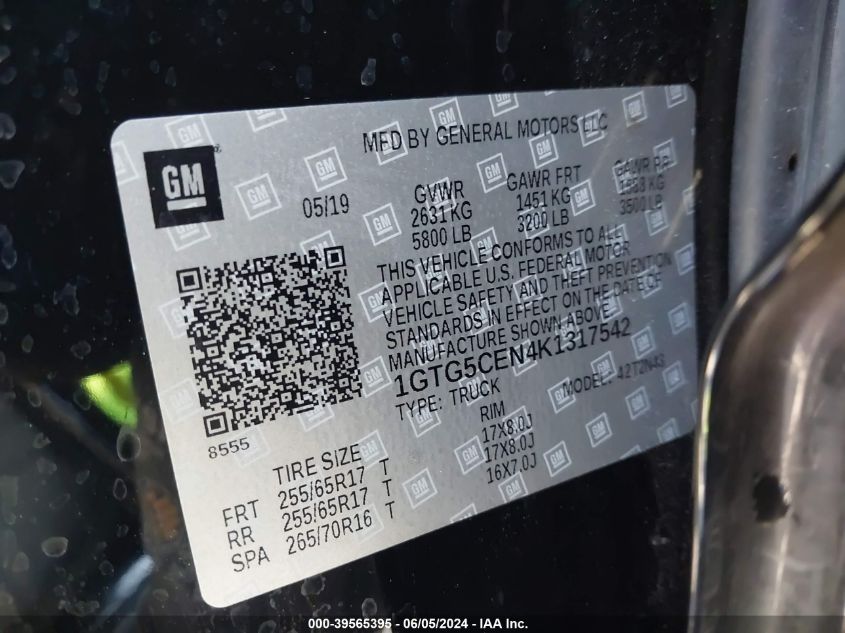 MFD BY GENERAL MOTORS LLC
GM
05/19
GVWR GAWR FRT GAWR RR
2631 KG 1451 KG KG
5800 LB 3200 LB 3500 LB
THIS VEHICLE CONFORMS TO ALL
APPLICABLE U.S. FEDERAL MOTOR
VEHICLE SAFETY AND THEFT PREVENTION
STANDARDS IN EFFECT ON THE DATE OF
MANUFACTURE SHOWN ABOVE
1GTG5CEN4K1317542
TYPE: TRUCK MODEL: 42T2N43
8555
TIRE SIZE RIM
FRT 255/65R17 T 17X8.0J
RR 255/65R17 T 17X8.0J
SPA 265/70R16 T 16X7.0J
000-39565395 - 06/05/2024 - IAA Inc.